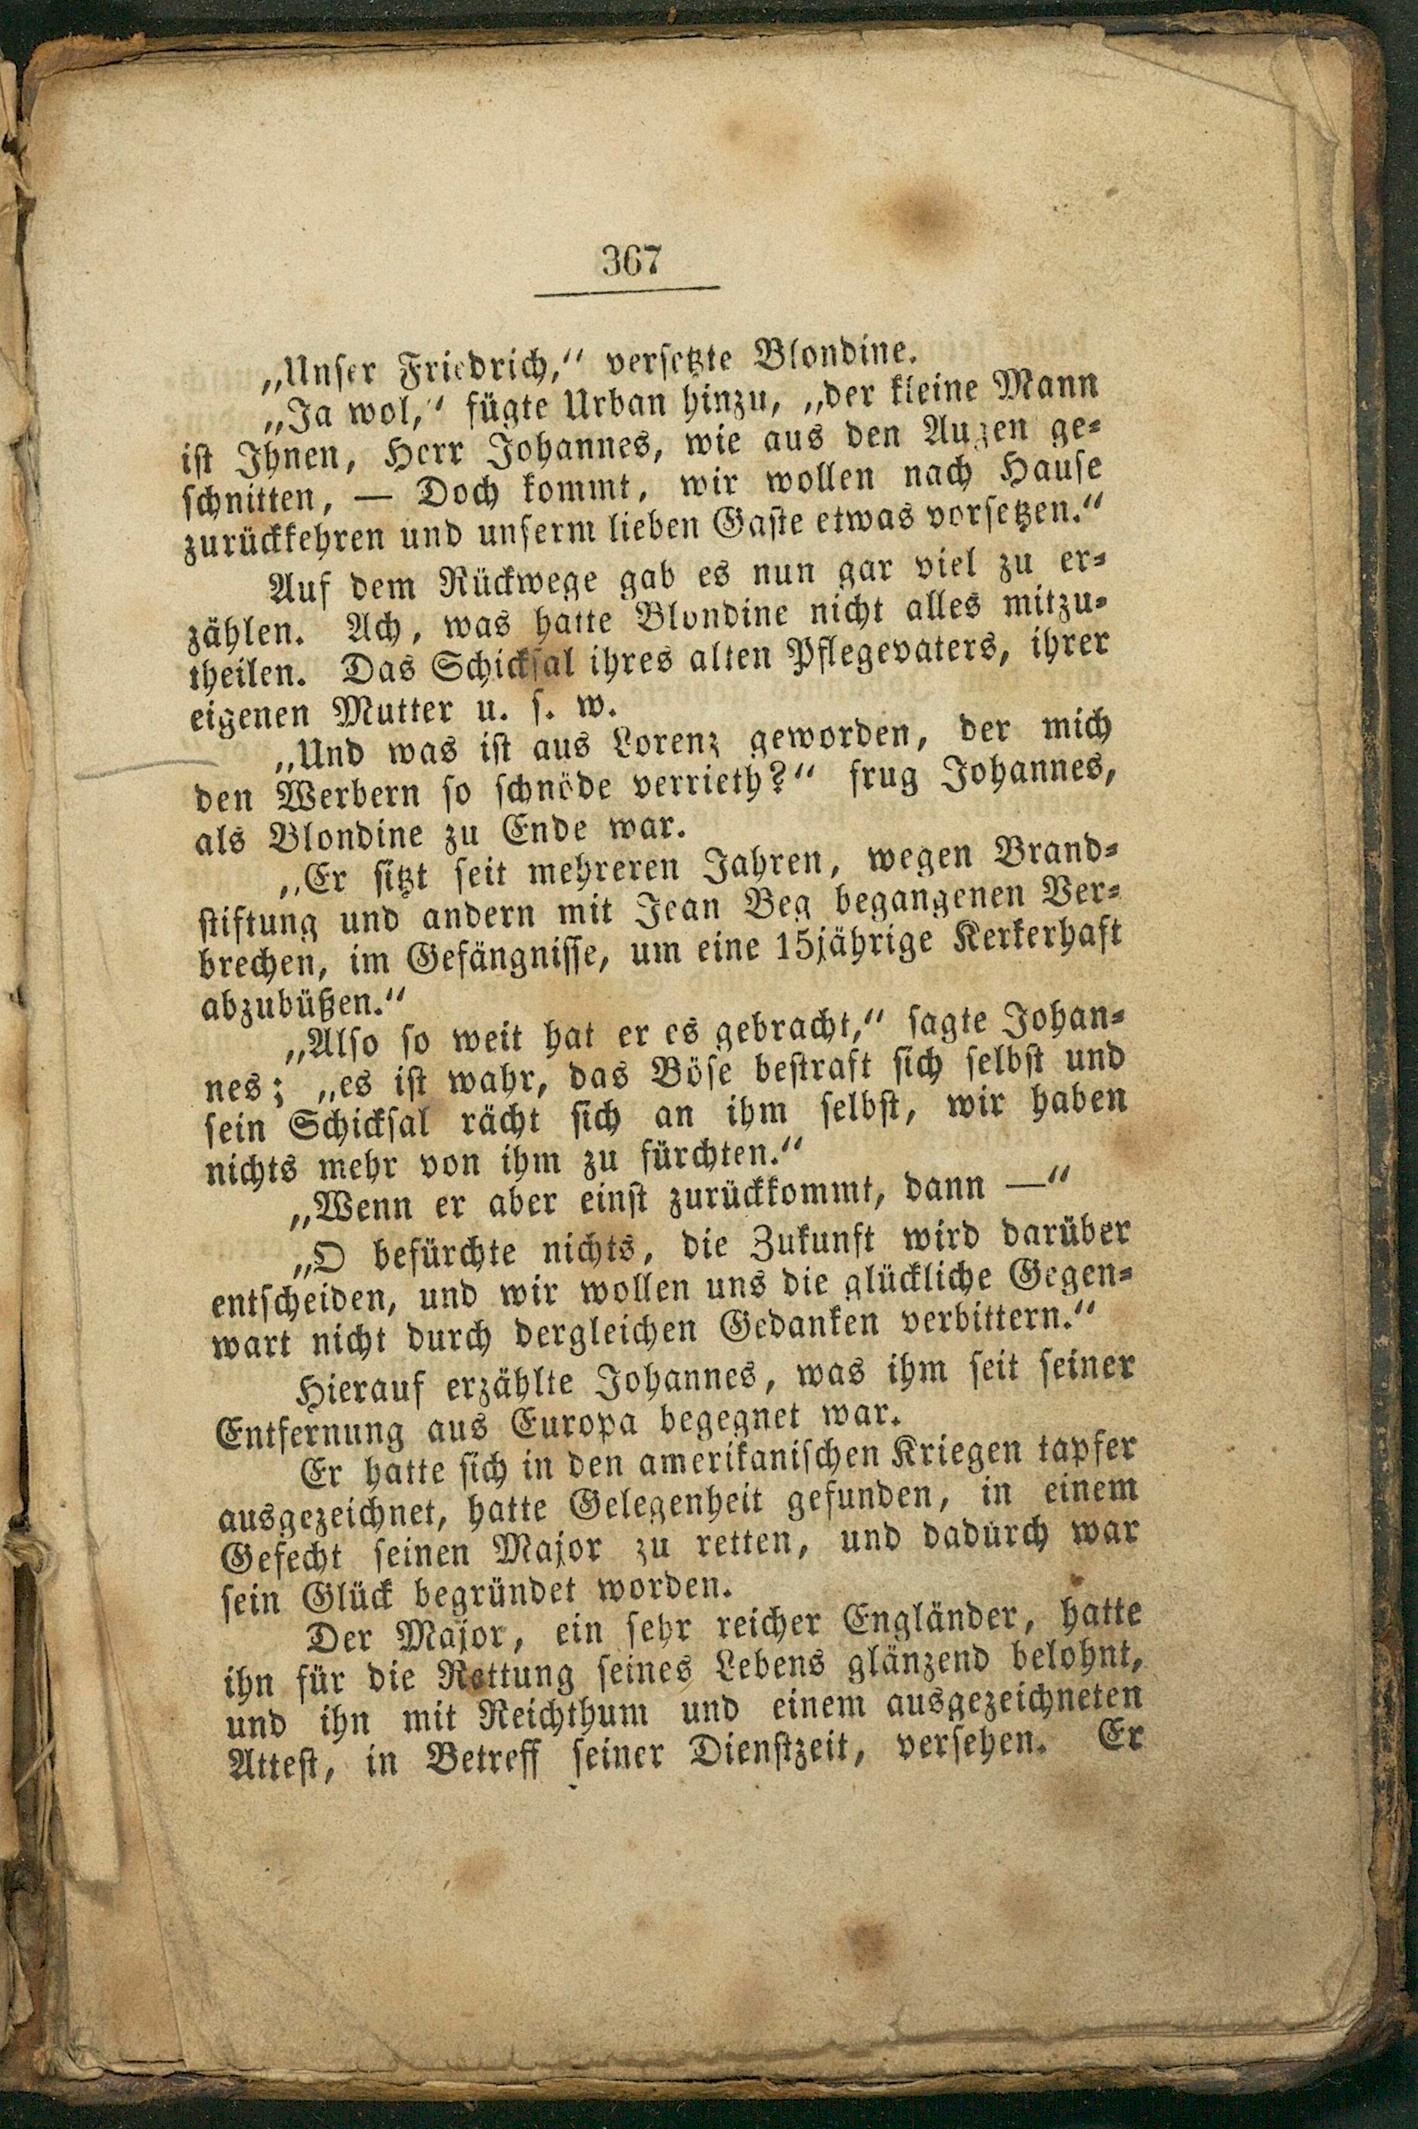 367
„Unser Friedrich,“ versetzte Blondine.
„Ja wol,“ fügte Urban hinzu, „der kleine Mann
ist Ihnen, Herr Johannes, wie aus den Augen ge-
schnitten, — Doch kommt, wir wollen nach Hause
zurückkehren und unserm lieben Gaste etwas vorsetzen.“
Auf dem Rückwege gab es nun gar viel zu er-
zählen. Ach, was hatte Blondine nicht alles mitzu-
theilen. Das Schicksal ihres alten Pflegevaters, ihrer
eigenen Mutter u. s. w.
„Und was ist aus Lorenz geworden, der mich
den Werbern so schnöde verrieth?“ frug Johannes,
als Blondine zu Ende war.
„Er sitzt seit mehreren Jahren, wegen Brand-
stiftung und andern mit Jean Beg begangenen Ver-
brechen, im Gefängnisse, um eine 15jährige Kerkerhaft
abzubüßen.“
„Also so weit hat er es gebracht,“ sagte Johan-
nes; „es ist wahr, das Böse bestraft sich selbst und
sein Schicksal rächt sich an ihm selbst, wir haben
nichts mehr von ihm zu fürchten.“
„Wenn er aber einst zurückkommt, dann —“
„O befürchte nichts, die Zukunft wird darüber
entscheiden, und wir wollen uns die glückliche Gegen-
wart nicht durch dergleichen Gedanken verbittern.“
Hierauf erzählte Johannes, was ihm seit seiner
Entfernung aus Europa begegnet war.
Er hatte sich in den amerikanischen Kriegen tapfer
ausgezeichnet, hatte Gelegenheit gefunden, in einem
Gefecht seinen Major zu retten, und dadurch war
sein Glück begründet worden.
Der Major, ein sehr reicher Engländer, hatte
ihn für die Rettung seines Lebens glänzend belohnt,
und ihn mit Reichthum und einem ausgezeichneten
Attest, in Betreff seiner Dienstzeit, versehen. Er